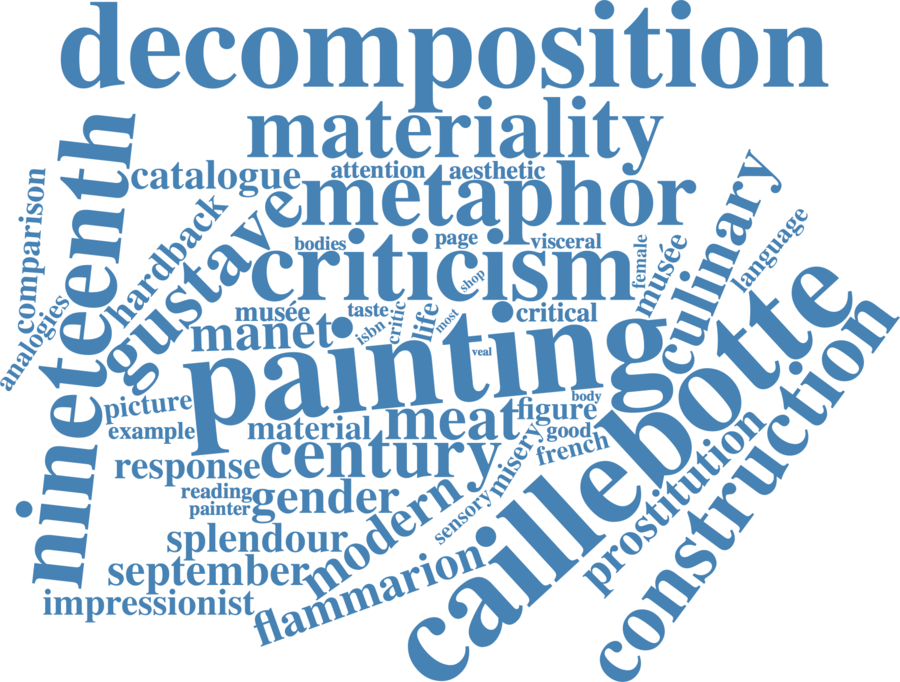 decomposition
materiality
attention
aesthetic
catalogue
metaphor
comparison
nineteenth
hardback
gustave
bodies
page
visceral
criticism
shop
female
musée
culinary
language
analogies
musée
taste
isbn
critic
life
most
critical
manet
painting
veal
caillebotte
construction
picture
example
material
meat
figure
body
good
french
response
century
misery
reading
painter
gender
modern
sensory
prostitution
splendour
september
impressionist
flammarion